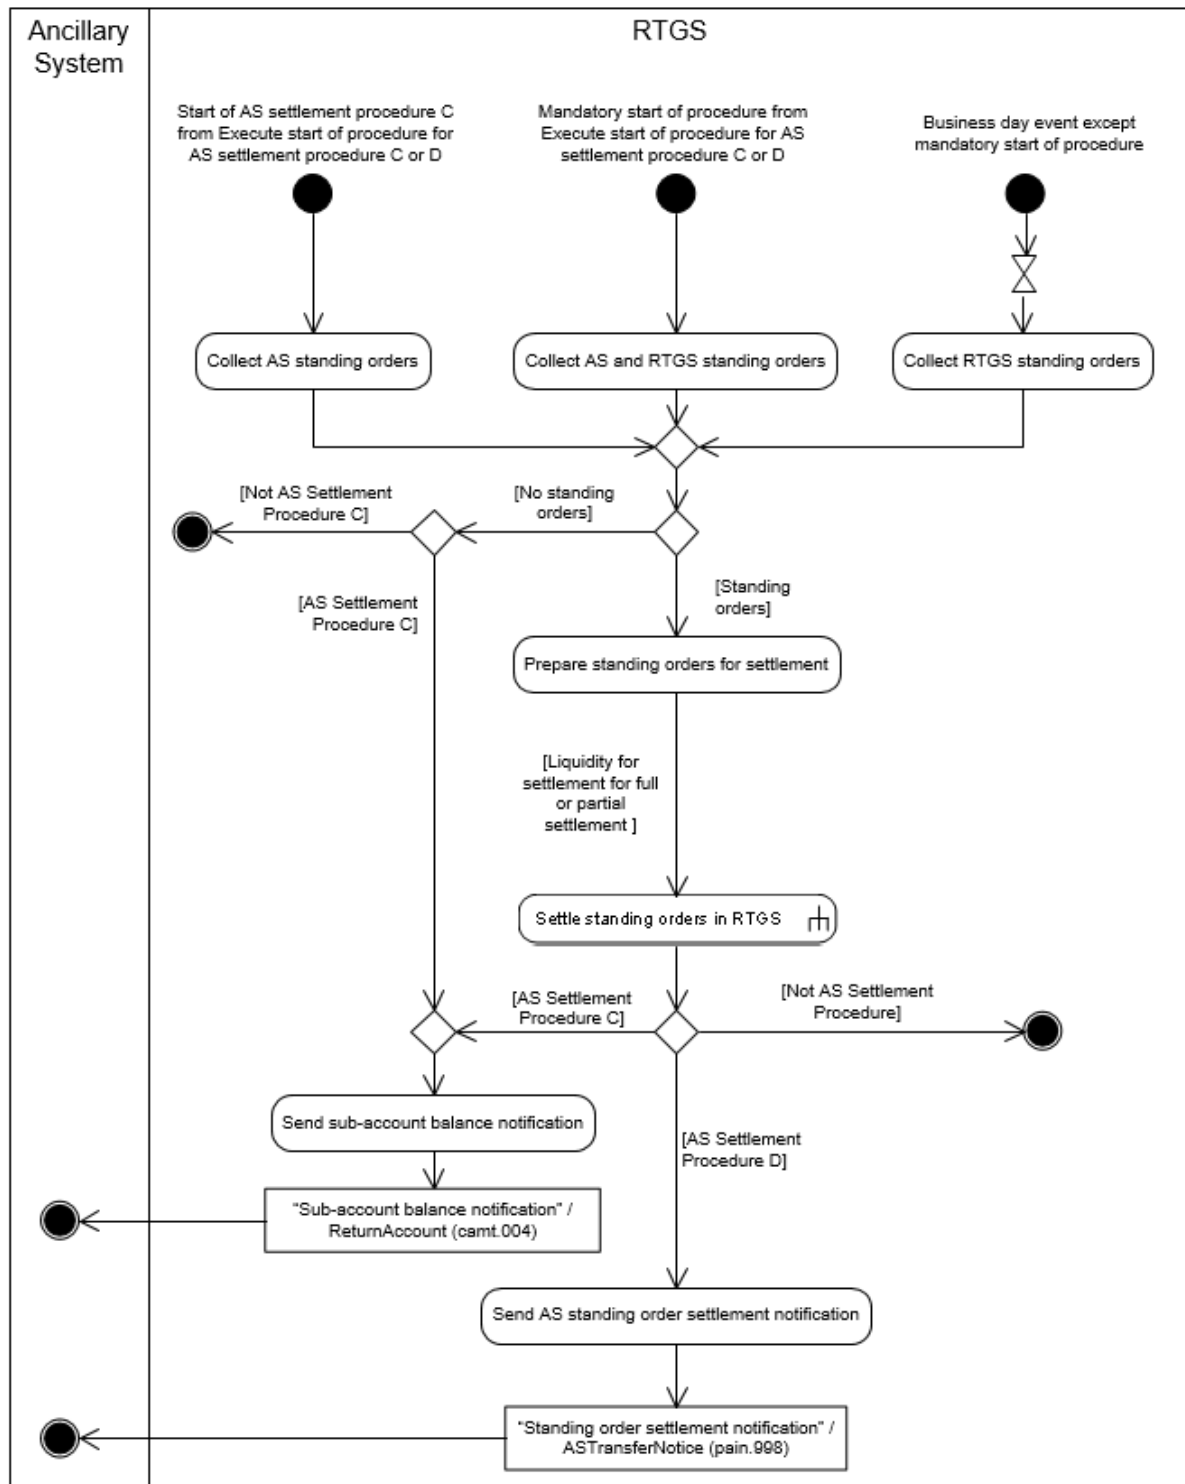 Ancillary
System
RTGS
Start of AS settlement procedure C
from Execute start of procedure for
AS settlement procedure C or D
Mandatory start of procedure from
Execute start of procedure for AS
settlement procedure C or D
Business day event except
mandatory start of procedure
Collect AS standing orders
Collect AS and RTGS standing orders
Collect RTGS standing orders
[Not AS Settlement
Procedure C]
[No standing
orders]
[AS Settlement
Procedure C]
[Standing
orders]
Prepare standing orders for settlement
[Liquidity for
settlement for full
or partial
settlement ]
Settle standing orders in RTGS
[AS Settlement
Procedure C]
[Not AS Settlement
Procedure]
Send sub-account balance notification
[AS Settlement
Procedure D]
"Sub-account balance notification" /
ReturnAccount (camt.004)
Send AS standing order settlement notification
"Standing order settlement notification" /
ASTransferNotice (pain.998)